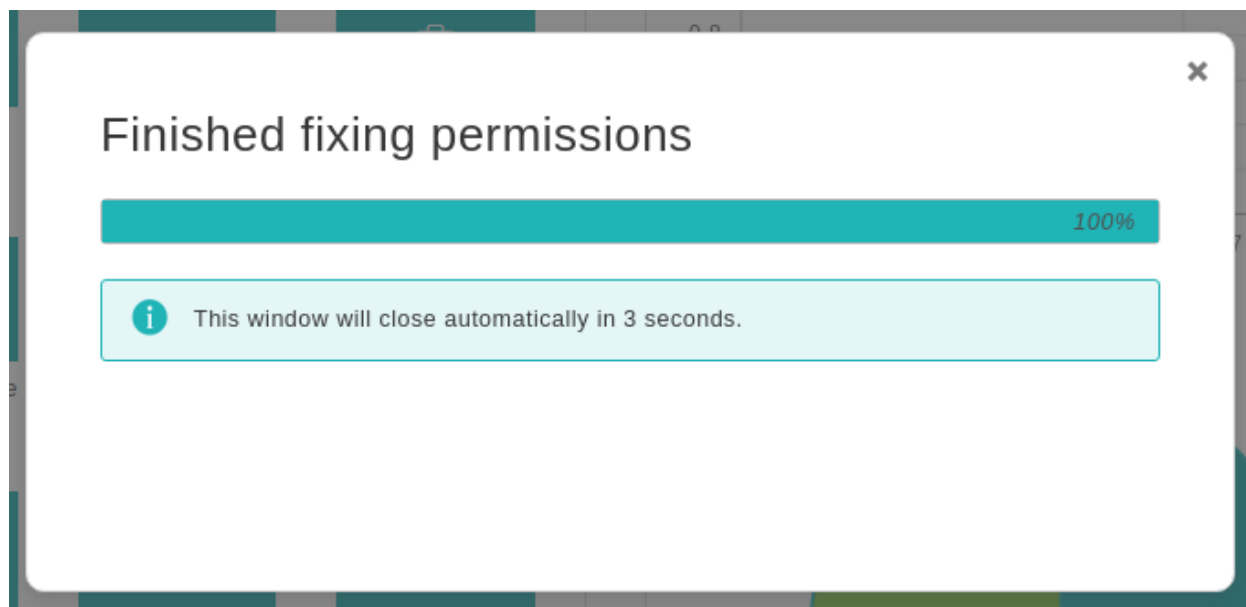 Finished fixing permissions
100%
This window will close automatically in 3 seconds.